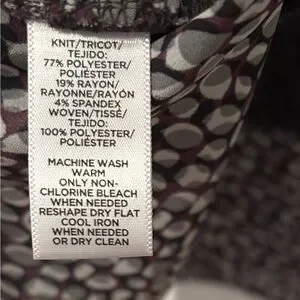 KNIT/TRICOT/
TEJIDO:
77% POLYESTER/
POLIÉSTER
19% RAYON/
RAYONNE/RAYÓN
4% SPANDEX
WOVEN/TISSÉ/
TEJIDO:
100% POLYESTER/
POLIÉSTER
MACHINE WASH
WARM
ONLY NON-
CHLORINE BLEACH
WHEN NEEDED
RESHAPE DRY FLAT
COOL IRON
WHEN NEEDED
OR DRY CLEAN